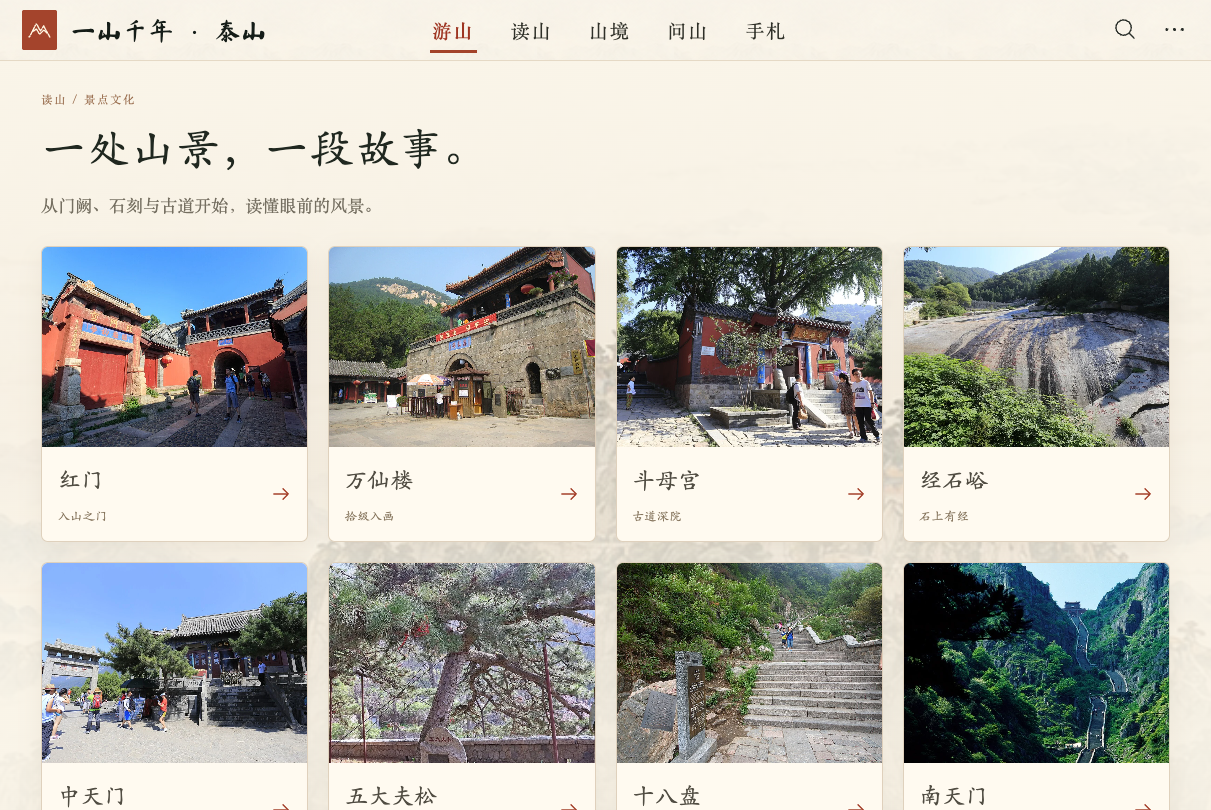 一山千年 · 泰山
游山 读山 山境 问山 手札
读山 / 景点文化
一处山景，一段故事。
从门阙、石刻与古道开始，读懂眼前的风景。
红门
入山之门
万仙楼
拾级入画
斗母宫
古道深院
经石峪
石上有经
中天门
五大夫松
十八盘
南天门